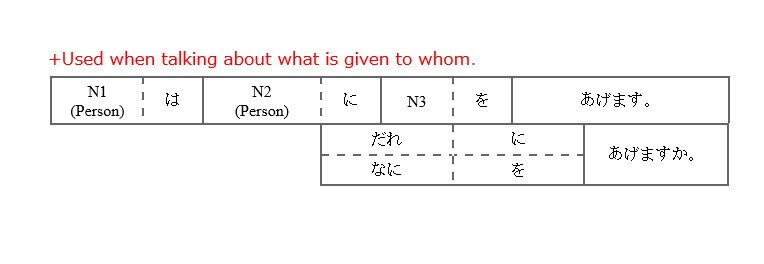 +Used when talking about what is given to whom.
N1 (Person) は N2 (Person) に N3 を あげます。
だれ に あげますか。
なに を